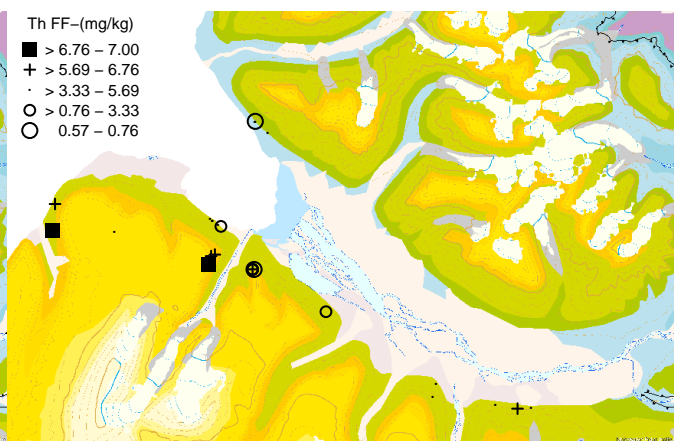 Th FF−(mg/kg)
> 6.76 − 7.00
> 5.69 − 6.76
> 3.33 − 5.69
> 0.76 − 3.33
0.57 − 0.76